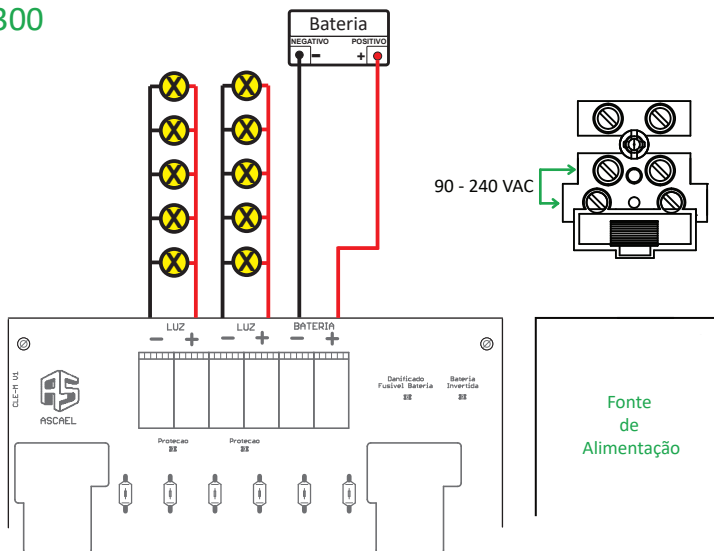 300
Bateria
NEGATIVO POSITIVO
- +
90 - 240 VAC
LUZ LUZ BATERIA
- + - + - +
CLE-M V1
ASCAEL
Danificado
Fusivel Bateria
Bateria
Invertida
Protecao Protecao
Fonte
de
Alimentação